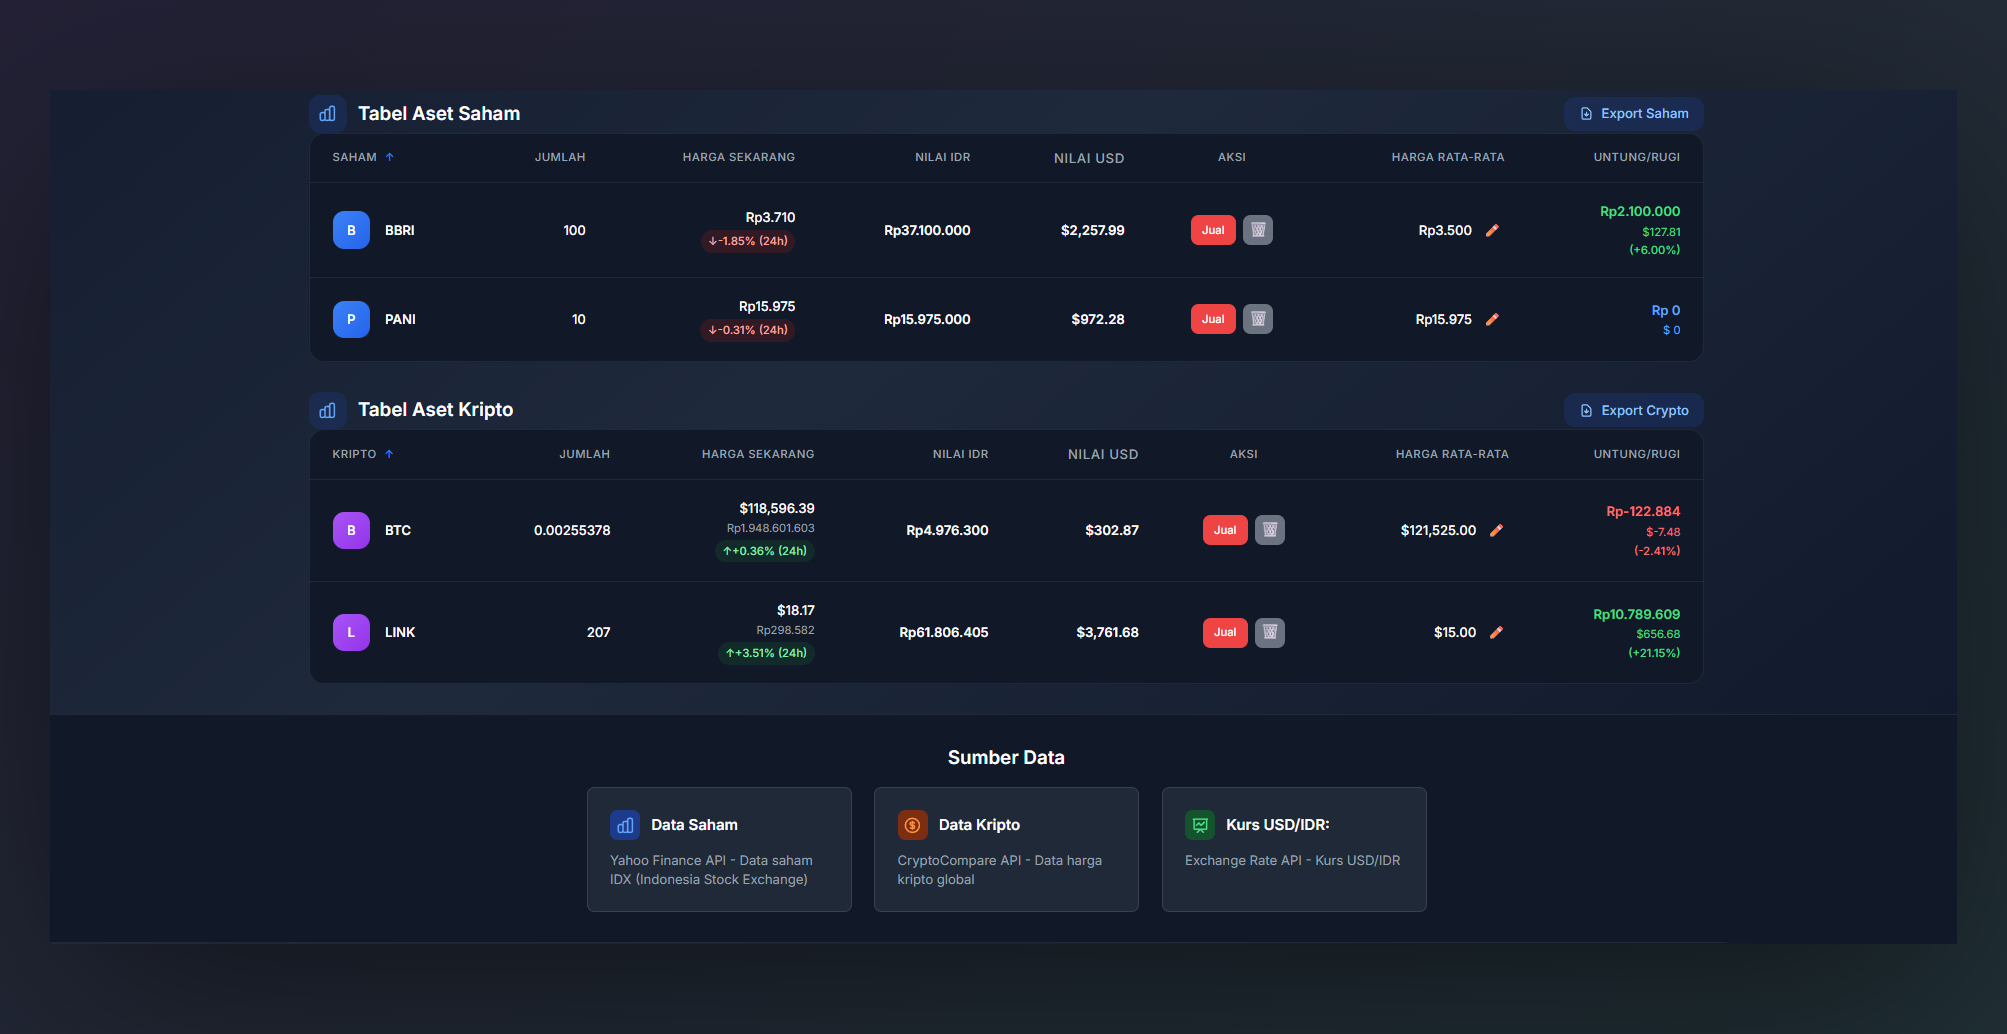 Tabel Aset Saham
Export Saham
SAHAM ↑ JUMLAH HARGA SEKARANG NILAI IDR NILAI USD AKSI HARGA RATA-RATA UNTUNG/RUGI
B BBRI 100 Rp3.710 Rp37.100.000 $2,257.99 Jual Rp3.500 Rp2.100.000
↓-1.85% (24h) $127.81
(+6.00%)
P PANI 10 Rp15.975 Rp15.975.000 $972.28 Jual Rp15.975 Rp 0
↓-0.31% (24h) $ 0
Tabel Aset Kripto
Export Crypto
KRIPTO ↑ JUMLAH HARGA SEKARANG NILAI IDR NILAI USD AKSI HARGA RATA-RATA UNTUNG/RUGI
B BTC 0.00255378 $118,596.39 Rp4.976.300 $302.87 Jual $121,525.00 Rp-122.884
Rp1.948.601.603 $-7.48
↑+0.36% (24h) (-2.41%)
L LINK 207 $18.17 Rp61.806.405 $3,761.68 Jual $15.00 Rp10.789.609
Rp298.582 $656.68
↑+3.51% (24h) (+21.15%)
Sumber Data
Data Saham
Yahoo Finance API - Data saham
IDX (Indonesia Stock Exchange)
Data Kripto
CryptoCompare API - Data harga
kripto global
Kurs USD/IDR:
Exchange Rate API - Kurs USD/IDR